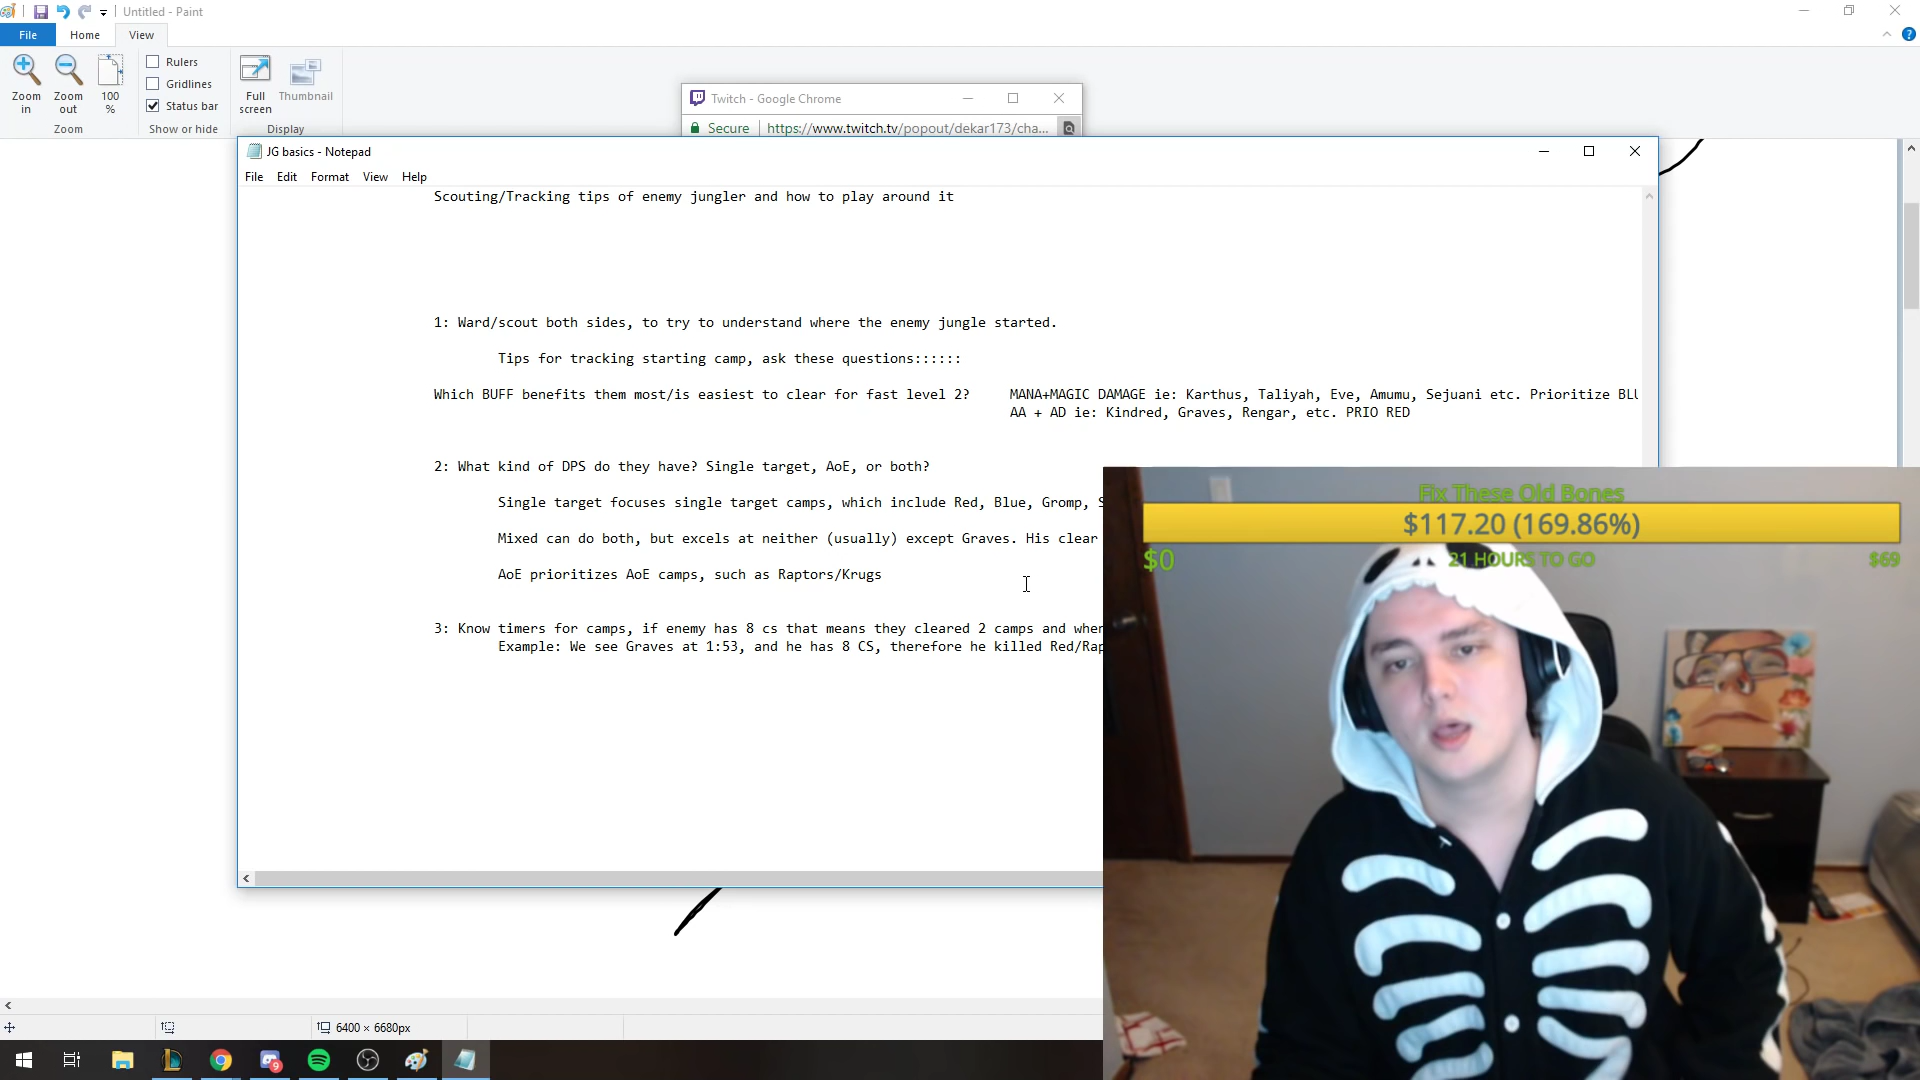 Untitled - Paint
File Home View
Zoom in
Zoom out
100 %
Rulers
Gridlines
Status bar
Full screen
Thumbnail
Zoom
Show or hide
Display
Twitch - Google Chrome
Secure https://www.twitch.tv/popout/dekar173/cha...
JG basics - Notepad
File Edit Format View Help
Scouting/Tracking tips of enemy jungler and how to play around it
1: Ward/scout both sides, to try to understand where the enemy jungle started.
Tips for tracking starting camp, ask these questions::::::
Which BUFF benefits them most/is easiest to clear for fast level 2? MANA+MAGIC DAMAGE ie: Karthus, Taliyah, Eve, Amumu, Sejuani etc. Prioritize BLU
AA + AD ie: Kindred, Graves, Rengar, etc. PRIO RED
2: What kind of DPS do they have? Single target, AoE, or both?
Single target focuses single target camps, which include Red, Blue, Gromp, S
Mixed can do both, but excels at neither (usually) except Graves. His clear
AoE prioritizes AoE camps, such as Raptors/Krugs
3: Know timers for camps, if enemy has 8 cs that means they cleared 2 camps and when
Example: We see Graves at 1:53, and he has 8 CS, therefore he killed Red/Rap
Fix These Old Bones
$117.20 (169.86%)
$0 21 HOURS TO GO $69
6400 × 6680px
9